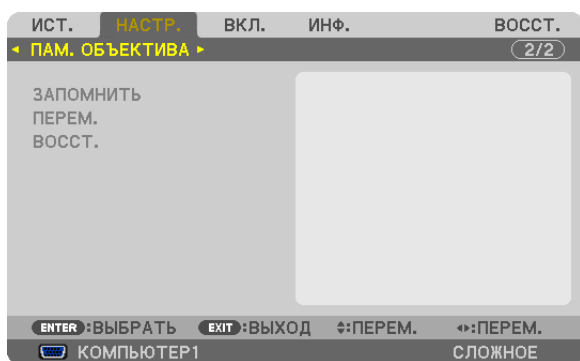 ИСТ. НАСТР. ВКЛ. ИНФ. ВОССТ.
ПАМ. ОБЪЕКТИВА 2/2
ЗАПОМНИТЬ
ПЕРЕМ.
ВОССТ.
ENTER:ВЫБРАТЬ EXIT:ВЫХОД :ПЕРЕМ. :ПЕРЕМ.
КОМПЬЮТЕР1 СЛОЖНОЕ